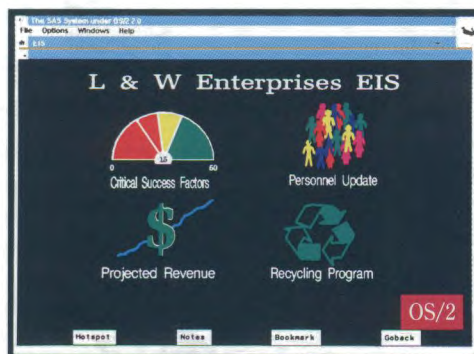 The SAS System under OS/2 2.0
File Options Windows Help
EIS
L & W Enterprises EIS
15
0 60
Critical Success Factors
Personnel Update
Projected Revenue
Recycling Program
OS/2
Hotspot Notes Bookmark Goback